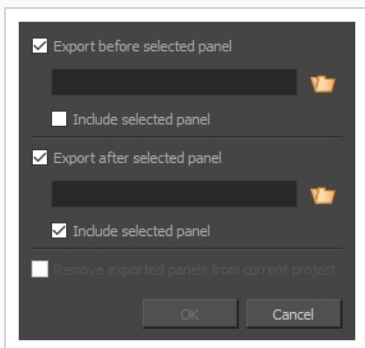 Export before selected panel
Include selected panel
Export after selected panel
Include selected panel
Remove exported panels from current project
OK
Cancel